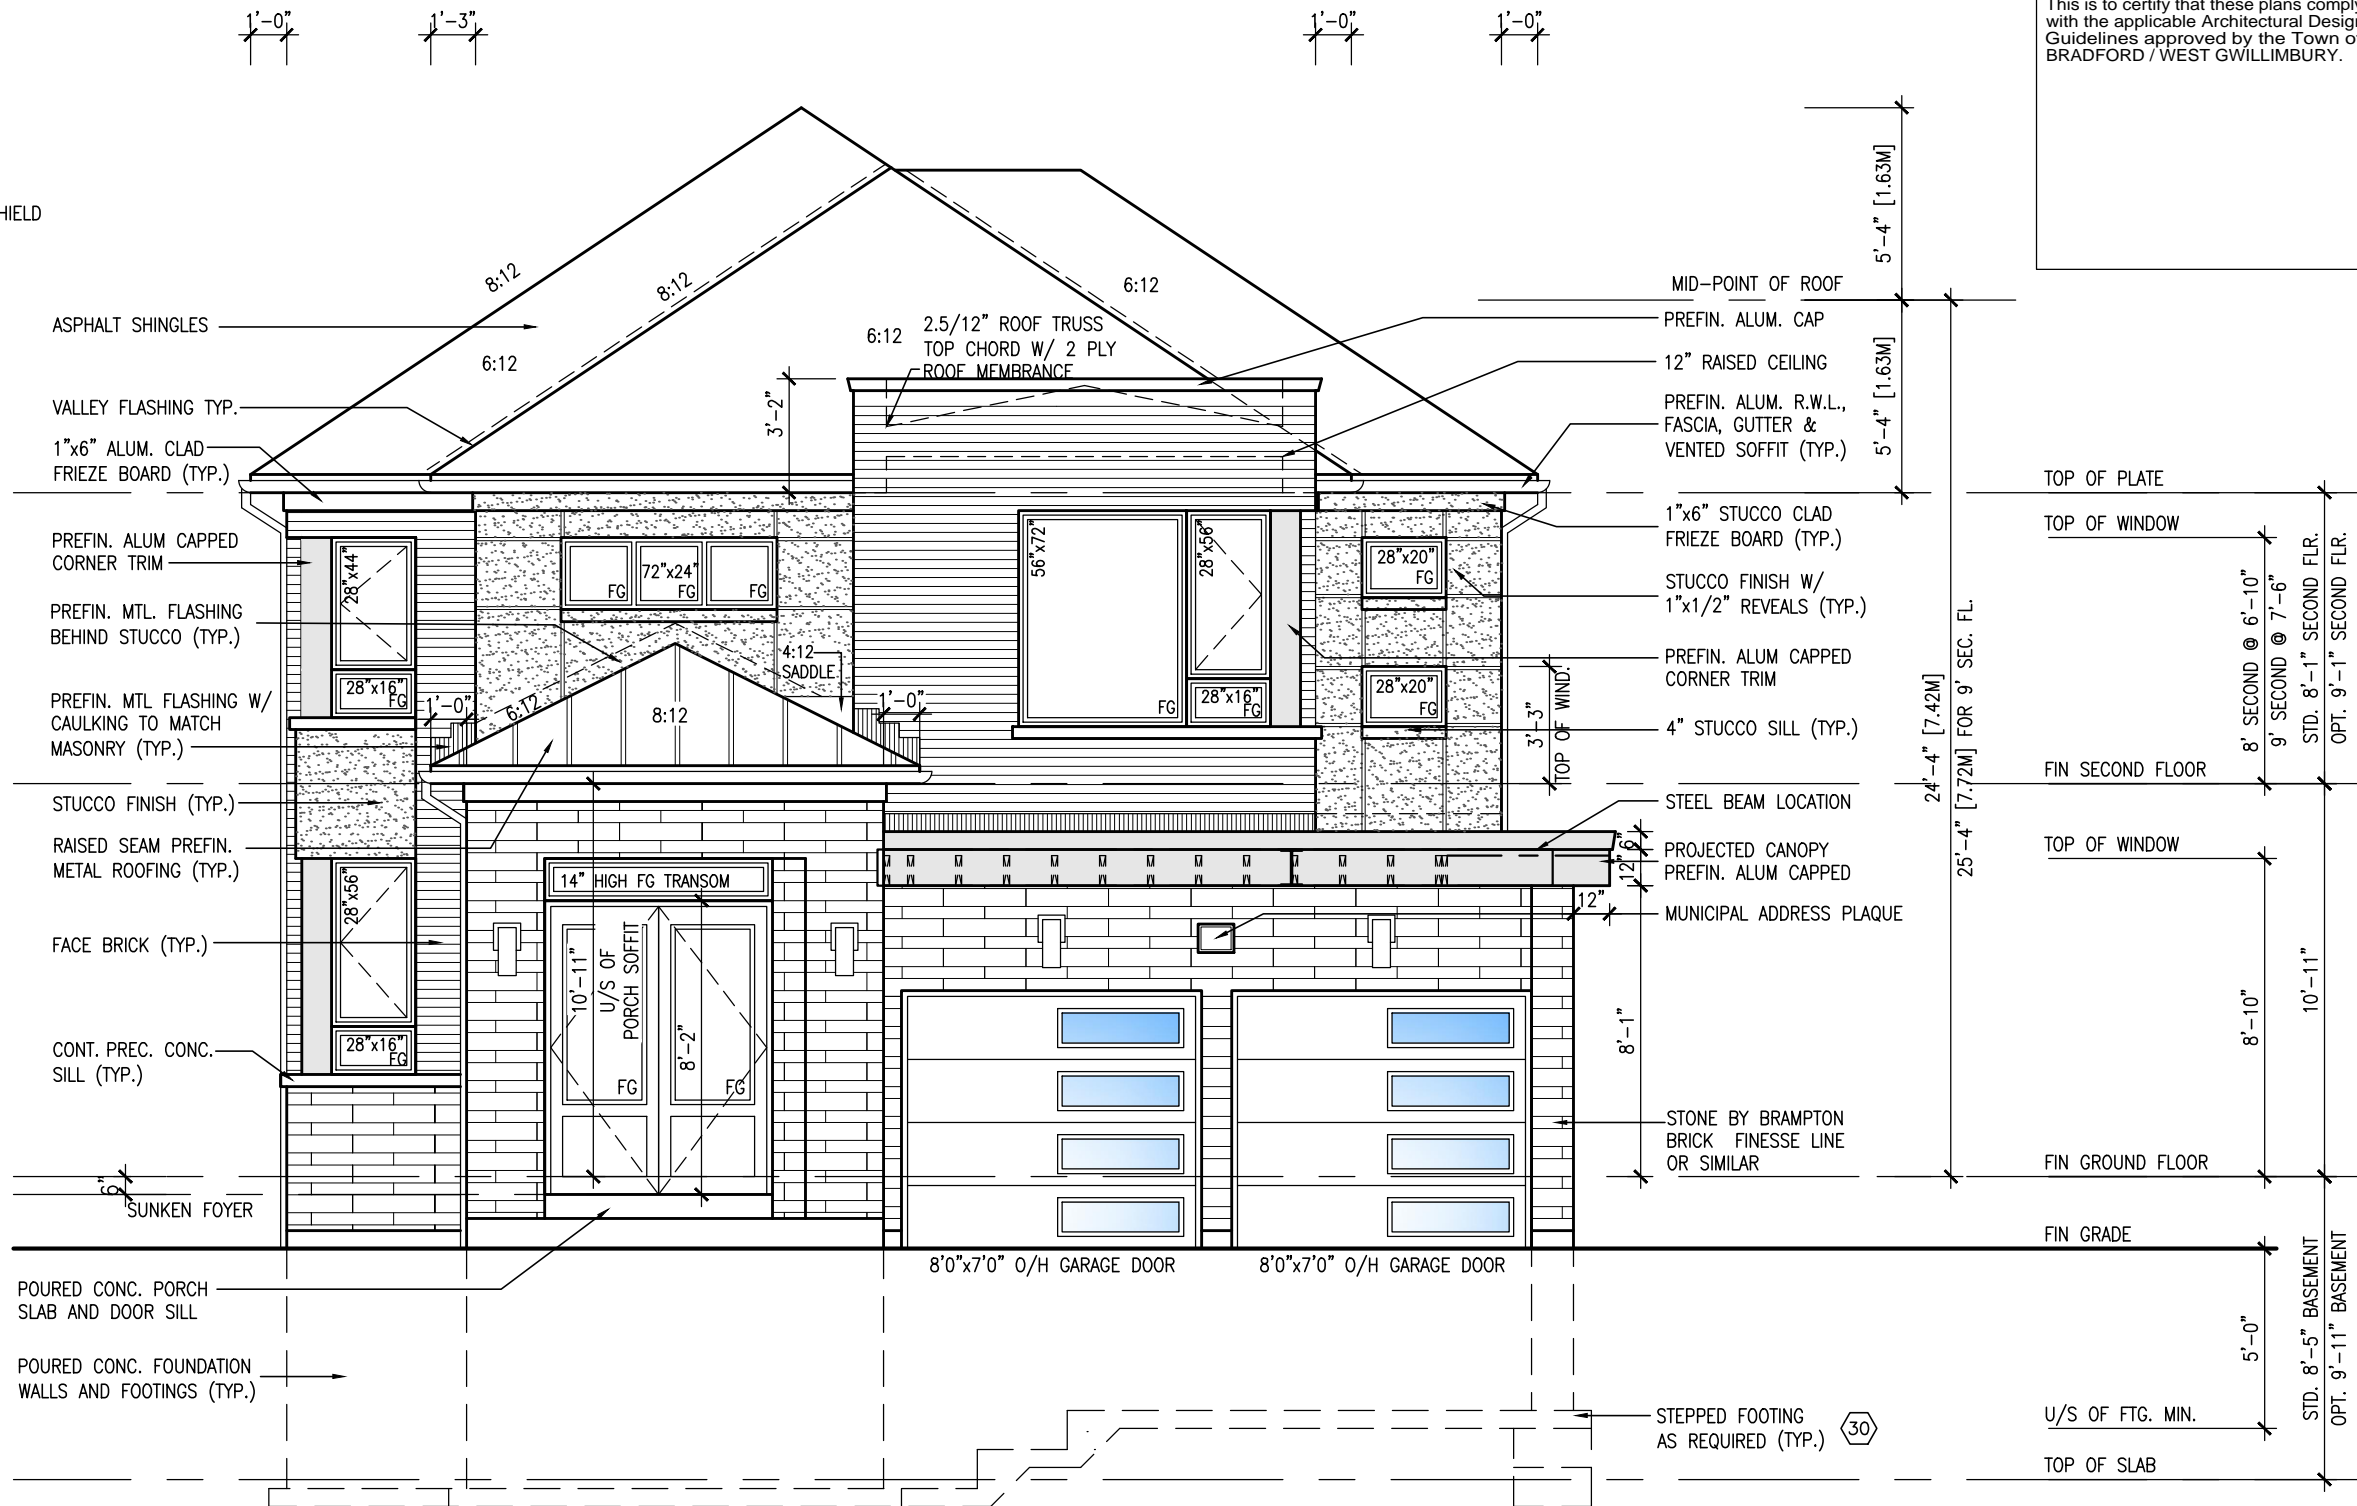 1'-0"
1'-3"
1'-0"
1'-0"
This is to certify that these plans comply
with the applicable Architectural Design
Guidelines approved by the Town of
BRADFORD / WEST GWILLIMBURY.
ASPHALT SHINGLES
VALLEY FLASHING TYP.
1"x6" ALUM. CLAD
FRIEZE BOARD (TYP.)
PREFIN. ALUM CAPPED
CORNER TRIM
PREFIN. MTL. FLASHING
BEHIND STUCCO (TYP.)
PREFIN. MTL FLASHING W/
CAULKING TO MATCH
MASONRY (TYP.)
STUCCO FINISH (TYP.)
RAISED SEAM PREFIN.
METAL ROOFING (TYP.)
FACE BRICK (TYP.)
CONT. PREC. CONC.
SILL (TYP.)
6"
SUNKEN FOYER
POURED CONC. PORCH
SLAB AND DOOR SILL
POURED CONC. FOUNDATION
WALLS AND FOOTINGS (TYP.)
8:12
8:12
6:12
6:12
6:12
2.5/12" ROOF TRUSS
TOP CHORD W/ 2 PLY
ROOF MEMBRANCE
3'-2"
28"x44"
28"x16"
FG
72"x24"
FG
FG
FG
4:12
SADDLE
1'-0"
6:12
8:12
1'-0"
56"x72"
FG
28"x56"
28"x16"
FG
28"x20"
FG
28"x20"
FG
3'-3"
TOP OF WIND.
28"x56"
28"x16"
FG
14" HIGH FG TRANSOM
10'-11"
U/S OF
PORCH SOFFIT
8'-2"
FG
FG
6"
12"
12"
8'-1"
8'0"x7'0" O/H GARAGE DOOR
8'0"x7'0" O/H GARAGE DOOR
MID-POINT OF ROOF
PREFIN. ALUM. CAP
12" RAISED CEILING
PREFIN. ALUM. R.W.L.,
FASCIA, GUTTER &
VENTED SOFFIT (TYP.)
1"x6" STUCCO CLAD
FRIEZE BOARD (TYP.)
STUCCO FINISH W/
1"x1/2" REVEALS (TYP.)
PREFIN. ALUM CAPPED
CORNER TRIM
4" STUCCO SILL (TYP.)
STEEL BEAM LOCATION
PROJECTED CANOPY
PREFIN. ALUM CAPPED
MUNICIPAL ADDRESS PLAQUE
STONE BY BRAMPTON
BRICK FINESSE LINE
OR SIMILAR
STEPPED FOOTING
AS REQUIRED (TYP.)
30
5'-4" [1.63M]
5'-4" [1.63M]
24'-4" [7.42M]
25'-4" [7.72M] FOR 9' SEC. FL.
TOP OF PLATE
TOP OF WINDOW
FIN SECOND FLOOR
TOP OF WINDOW
FIN GROUND FLOOR
FIN GRADE
U/S OF FTG. MIN.
TOP OF SLAB
8' SECOND @ 6'-10"
9' SECOND @ 7'-6"
STD. 8'-1" SECOND FLR.
OPT. 9'-1" SECOND FLR.
8'-10"
10'-11"
5'-0"
STD. 8'-5" BASEMENT
OPT. 9'-11" BASEMENT